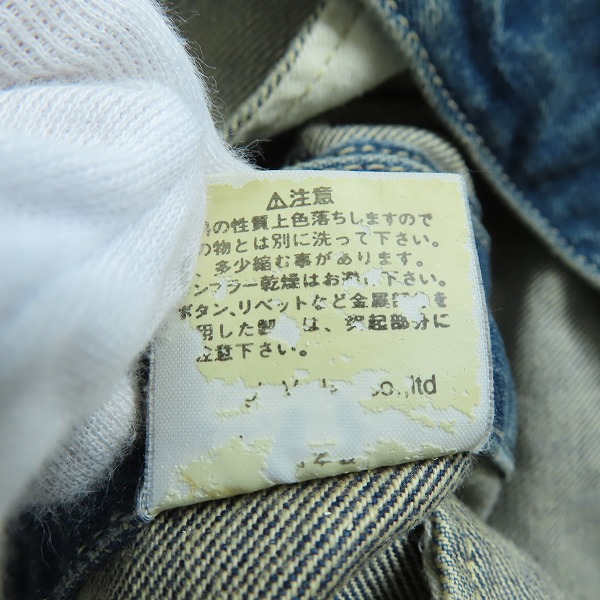 ⚠注意
の性質上色落ちしますので
の物とは別に洗って下さい。
多少縮む事があります。
ンブラー乾燥はお避け下さい。
ボタン、リベットなど金属部を
用した製は、突起部分に
注意下さい。
Co.,ltd